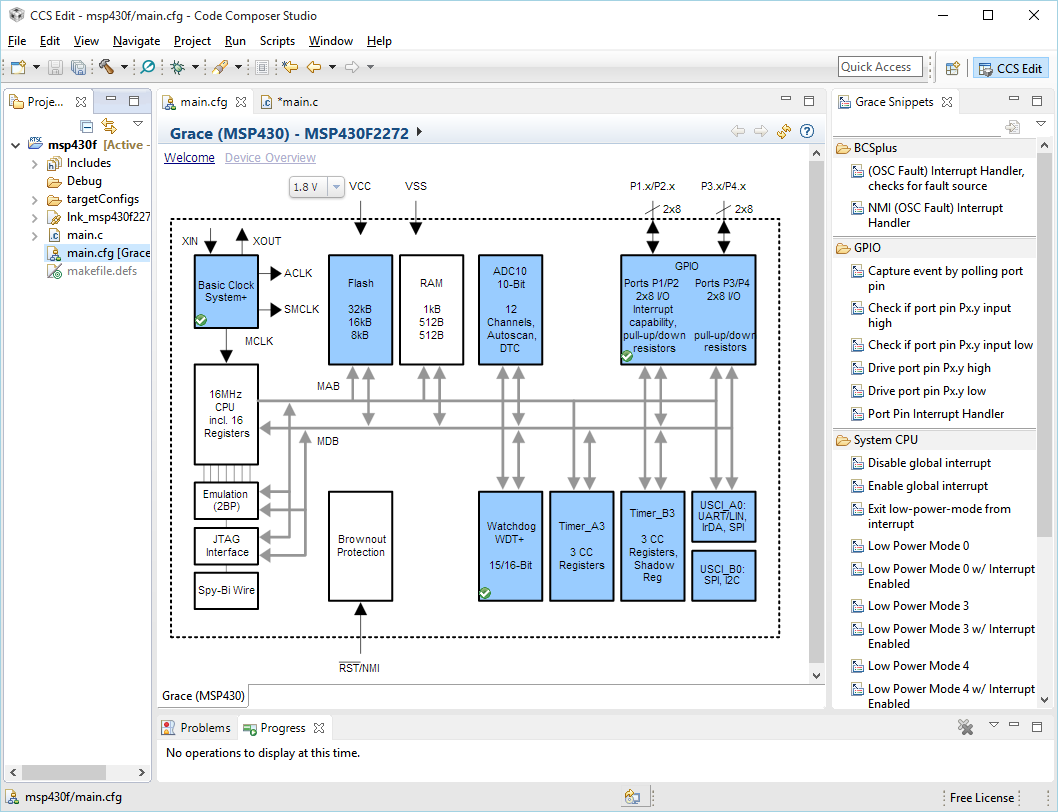 CCS Edit - msp430f/main.cfg - Code Composer Studio
File Edit View Navigate Project Run Scripts Window Help
Quick Access
CCS Edit
Proje...
RTSC
msp430f [Active -
Includes
Debug
targetConfigs
lnk_msp430f227
main.c
main.cfg [Grace
makefile.defs
main.cfg
*main.c
Grace (MSP430) - MSP430F2272
Welcome Device Overview
1.8 V
VCC
VSS
P1.x/P2.x
P3.x/P4.x
2x8
2x8
XIN
XOUT
Basic Clock
System+
ACLK
SMCLK
MCLK
Flash
32kB
16kB
8kB
RAM
1kB
512B
512B
ADC10
10-Bit
12
Channels,
Autoscan,
DTC
GPIO
Ports P1/P2
2x8 I/O
Interrupt
capability,
pull-up/down
resistors
Ports P3/P4
2x8 I/O
pull-up/down
resistors
MAB
16MHz
CPU
incl. 16
Registers
MDB
Emulation
(2BP)
JTAG
Interface
Spy-Bi Wire
Brownout
Protection
RST/NMI
Watchdog
WDT+
15/16-Bit
Timer_A3
3 CC
Registers
Timer_B3
3 CC
Registers,
Shadow
Reg
USCI_A0:
UART/LIN,
IrDA, SPI
USCI_B0:
SPI, I2C
Grace (MSP430)
Problems
Progress
No operations to display at this time.
Grace Snippets
BCSplus
(OSC Fault) Interrupt Handler,
checks for fault source
NMI (OSC Fault) Interrupt
Handler
GPIO
Capture event by polling port
pin
Check if port pin Px.y input
high
Check if port pin Px.y input low
Drive port pin Px.y high
Drive port pin Px.y low
Port Pin Interrupt Handler
System CPU
Disable global interrupt
Enable global interrupt
Exit low-power-mode from
interrupt
Low Power Mode 0
Low Power Mode 0 w/ Interrupt
Enabled
Low Power Mode 3
Low Power Mode 3 w/ Interrupt
Enabled
Low Power Mode 4
Low Power Mode 4 w/ Interrupt
Enabled
msp430f/main.cfg
Free License